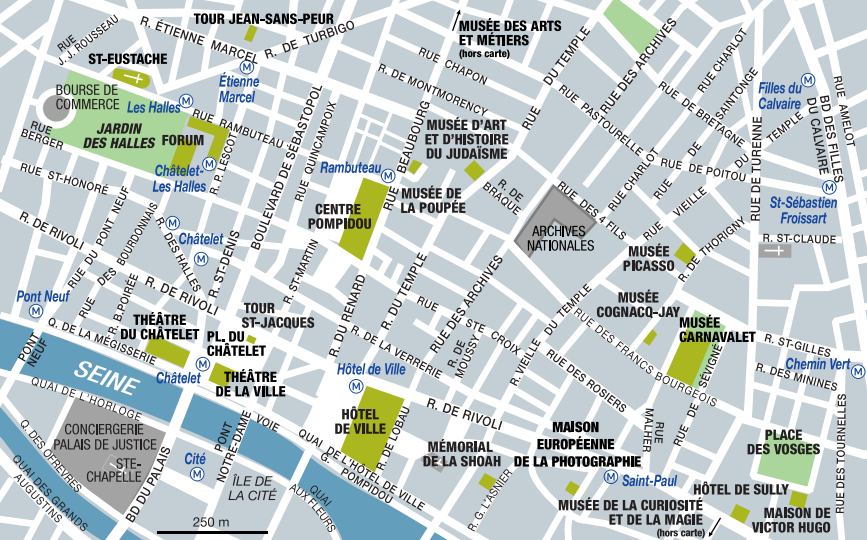 TOUR JEAN-SANS-PEUR
MUSÉE DES ARTS
ET MÉTIERS
(hors carte)
R. ÉTIENNE MARCEL
R. DE TURBIGO
RUE
J.J. ROUSSEAU
ST-EUSTACHE
Étienne
Marcel
RUE CHAPON
R. DE MONTMORENCY
RUE DU TEMPLE
RUE DES ARCHIVES
RUE CHARLOT
RUE DE BRETAGNE
RUE DE SAINTONGE
Filles du
Calvaire
BD DES FILLES
DU CALVAIRE
RUE AMELOT
BOURSE DE
COMMERCE
Les Halles
JARDIN
DES HALLES
FORUM
RUE RAMBUTEAU
RUE
BERGER
R. P. LESCOT
Châtelet-
Les Halles
BOULEVARD DE SÉBASTOPOL
RUE QUINCAMPOIX
RUE BEAUBOURG
MUSÉE D'ART
ET D'HISTOIRE
DU JUDAÏSME
RUE PASTOURELLE
RUE DE POITOU
RUE DE TURENNE
RUE VIEILLE DU TEMPLE
RUE ST-HONORÉ
Rambuteau
MUSÉE DE
LA POUPÉE
R. DE
BRAQUE
RUE DES 4 FILS
RUE CHARLOT
St-Sébastien
Froissart
CENTRE
POMPIDOU
ARCHIVES
NATIONALES
R. DE RIVOLI
RUE DU PONT NEUF
RUE DES BOURDONNAIS
R. DES HALLES
Châtelet
R. ST-DENIS
R. ST-MARTIN
R. DU RENARD
R. DU TEMPLE
RUE DES ARCHIVES
MUSÉE
PICASSO
R. DE THORIGNY
R. ST-CLAUDE
Pont Neuf
R. B. POIRÉE
R. DE RIVOLI
TOUR
ST-JACQUES
RUE STE- CROIX
R. VIEILLE DU TEMPLE
MUSÉE
COGNACQ-JAY
MUSÉE
CARNAVALET
THÉÂTRE
DU CHÂTELET
PL. DU
CHÂTELET
R. DE LA VERRERIE
R. DE
MOUSSY
RUE DES FRANCS BOURGEOIS
R. ST-GILLES
PONT
NEUF
Q. DE LA MÉGISSERIE
SEINE
Châtelet
THÉÂTRE
DE LA VILLE
Hôtel de Ville
RUE DES ROSIERS
RUE DE SÉVIGNÉ
Chemin Vert
R. DES MINIMES
QUAI DE L'HORLOGE
HÔTEL
DE VILLE
R. DE LOBAU
R. DE RIVOLI
RUE
MALHER
RUE DES TOURNELLES
CONCIERGERIE
PALAIS DE JUSTICE
STE-
CHAPELLE
PONT
NOTRE-DAME
VOIE
G. POMPIDOU
QUAI DE L'HÔTEL DE VILLE
MÉMORIAL
DE LA SHOAH
MAISON
EUROPÉENNE
DE LA PHOTOGRAPHIE
PLACE
DES VOSGES
Q. DES ORFÈVRES
QUAI DES GRANDS
AUGUSTINS
BD DU PALAIS
Cité
ÎLE DE
LA CITÉ
QUAI
AUX FLEURS
R. G. L'ASNIER
Saint-Paul
HÔTEL DE SULLY
MUSÉE DE LA CURIOSITÉ
ET DE LA MAGIE
(hors carte)
MAISON DE
VICTOR HUGO
250 m